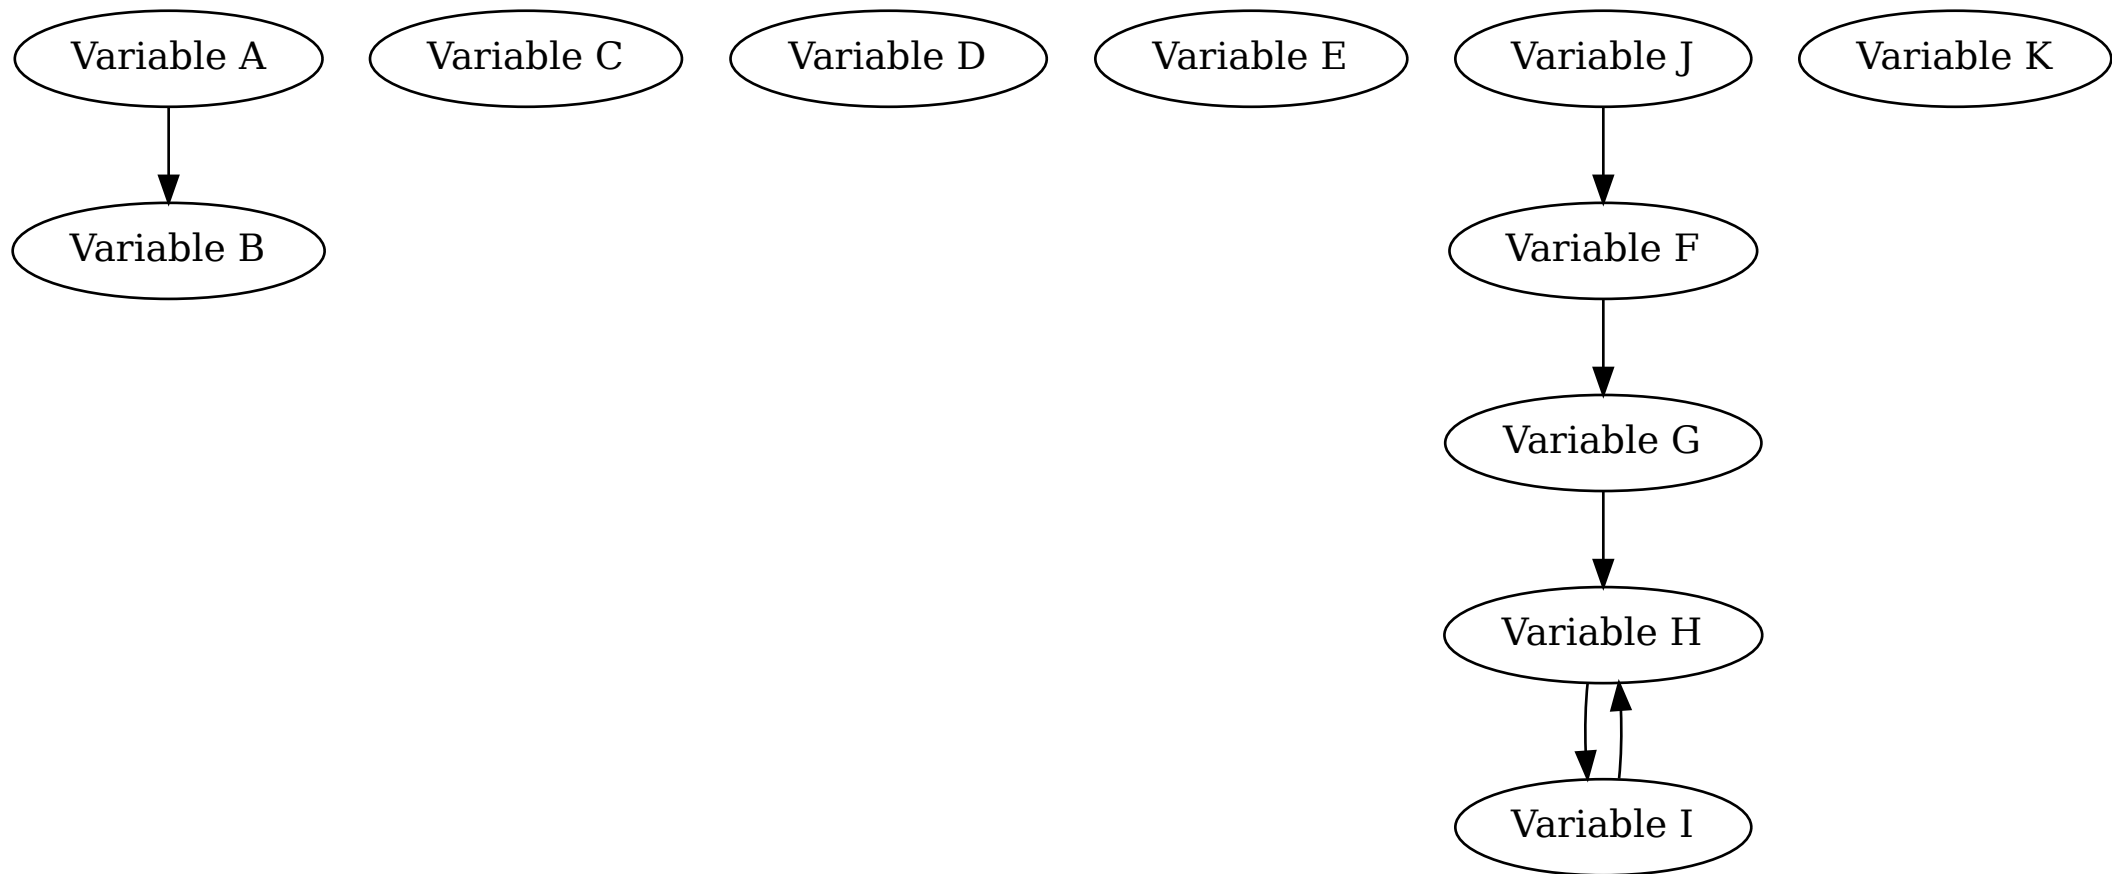 Variable A
Variable C
Variable D
Variable E
Variable J
Variable K
Variable B
Variable F
Variable G
Variable H
Variable I